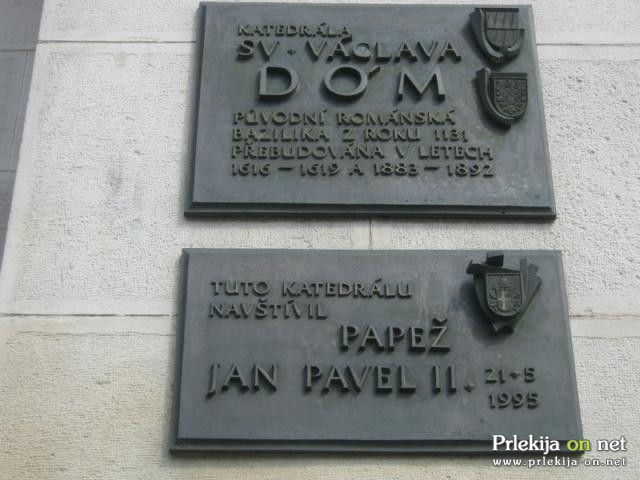 KATEDRÁLA
SV · VÁCLAVA
DÓM
PŮVODNÍ ROMÁNSKÁ
BAZILIKA Z ROKU 1131
PŘEBUDOVÁNA V LETECH
1616 – 1619 A 1883 – 1892
TUTO KATEDRÁLU
NAVŠTÍVIL
PAPEŽ
JAN PAVEL II. 21 · 5
1995
Prlekija on net
www.prlekija-on.net